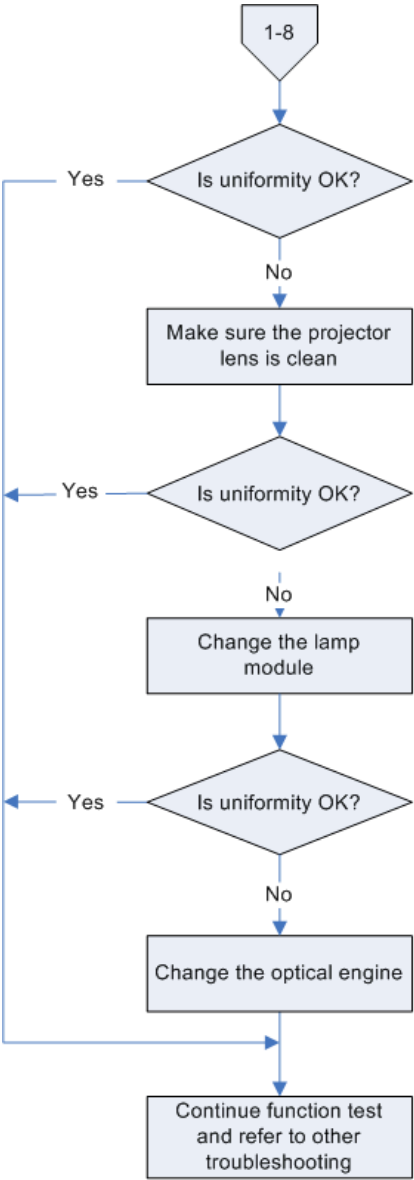 1-8
Is uniformity OK?
Yes
No
Make sure the projector
lens is clean
Is uniformity OK?
Yes
No
Change the lamp
module
Is uniformity OK?
Yes
No
Change the optical engine
Continue function test
and refer to other
troubleshooting